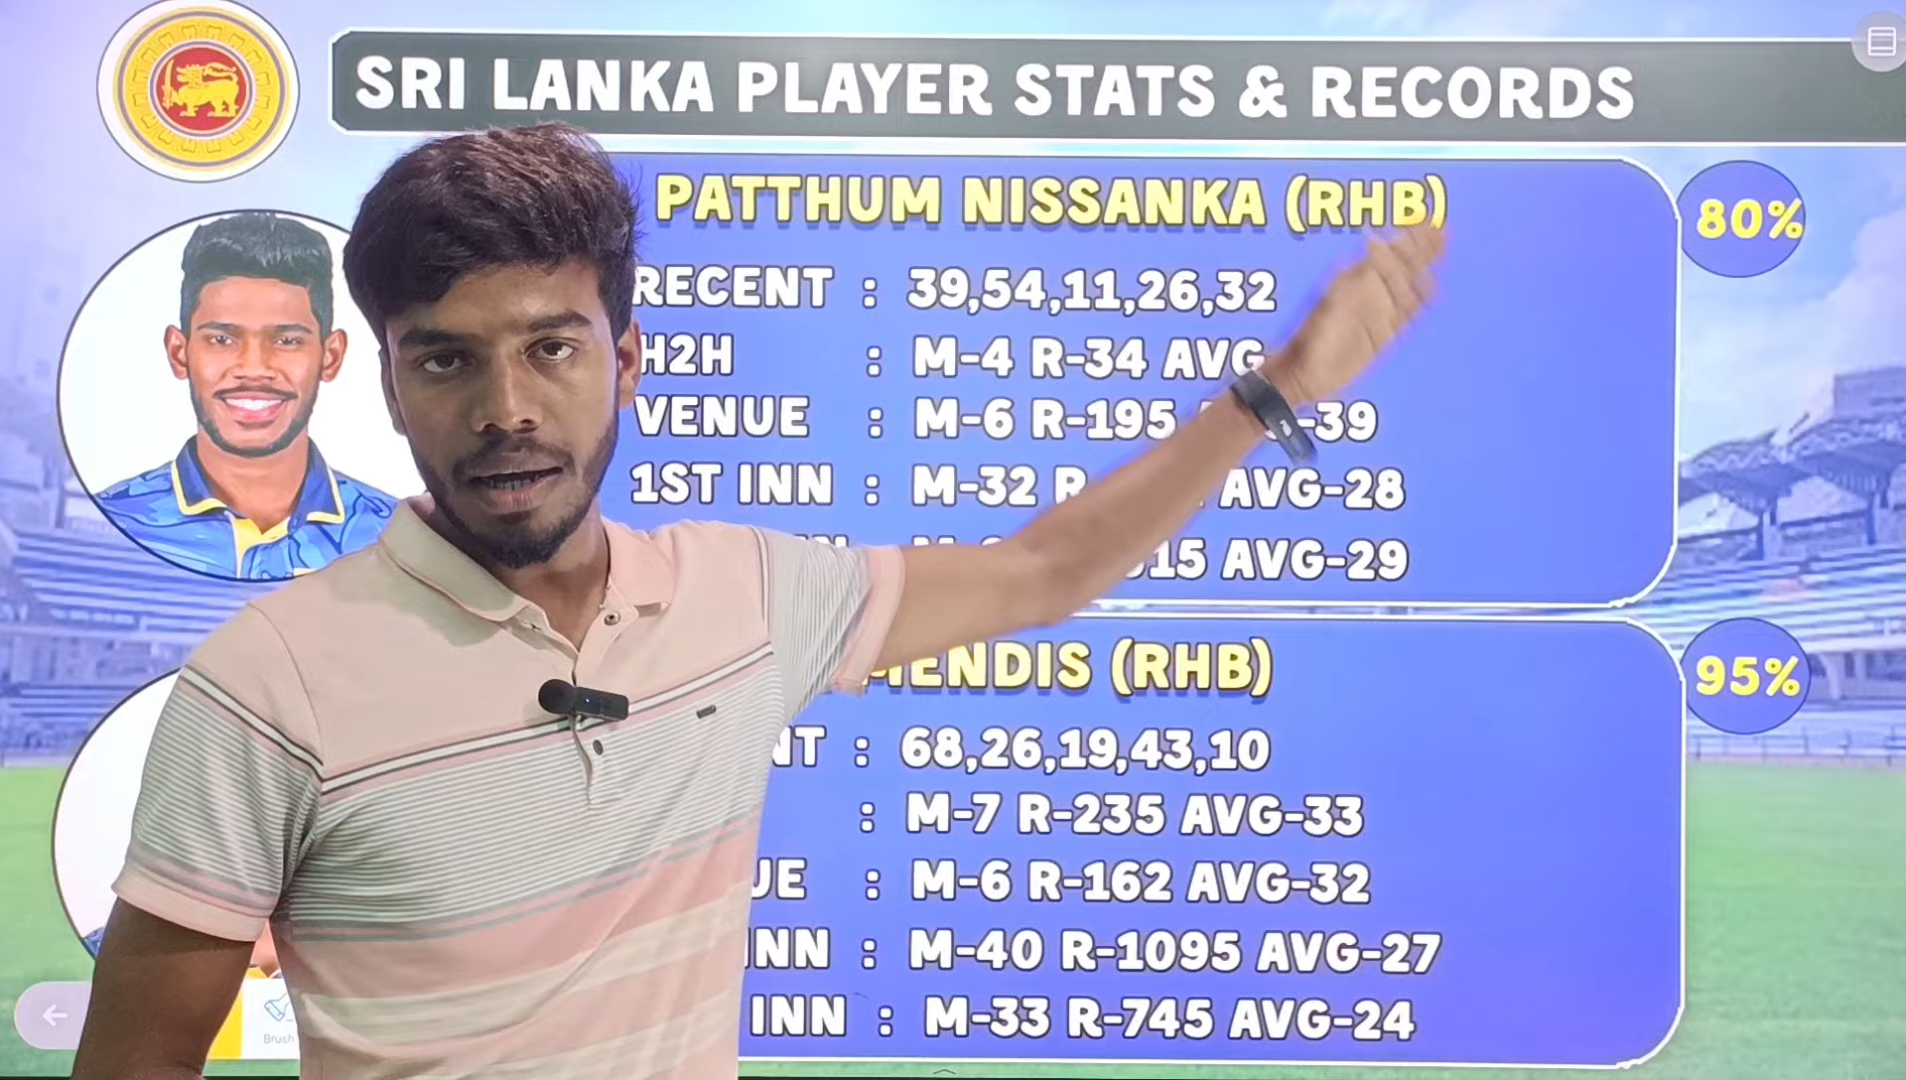 SRI LANKA PLAYER STATS & RECORDS
PATTHUM NISSANKA (RHB)
80%
RECENT : 39,54,11,26,32
H2H : M-4 R-34 AVG
VENUE : M-6 R-195 -39
1ST INN : M-32 R AVG-28
15 AVG-29
MENDIS (RHB)
95%
: 68,26,19,43,10
: M-7 R-235 AVG-33
: M-6 R-162 AVG-32
INN : M-40 R-1095 AVG-27
INN : M-33 R-745 AVG-24
Brush